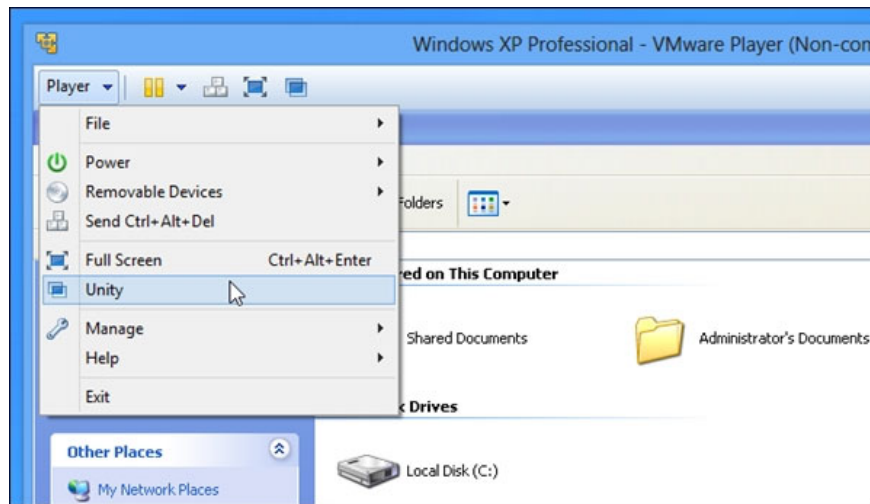 Windows XP Professional - VMware Player (Non-com
Player
File
Power
Removable Devices
Send Ctrl+Alt+Del
Folders
Full Screen Ctrl+Alt+Enter
red on This Computer
Unity
Manage
Shared Documents Administrator's Documents
Help
Exit
k Drives
Other Places
Local Disk (C:)
My Network Places